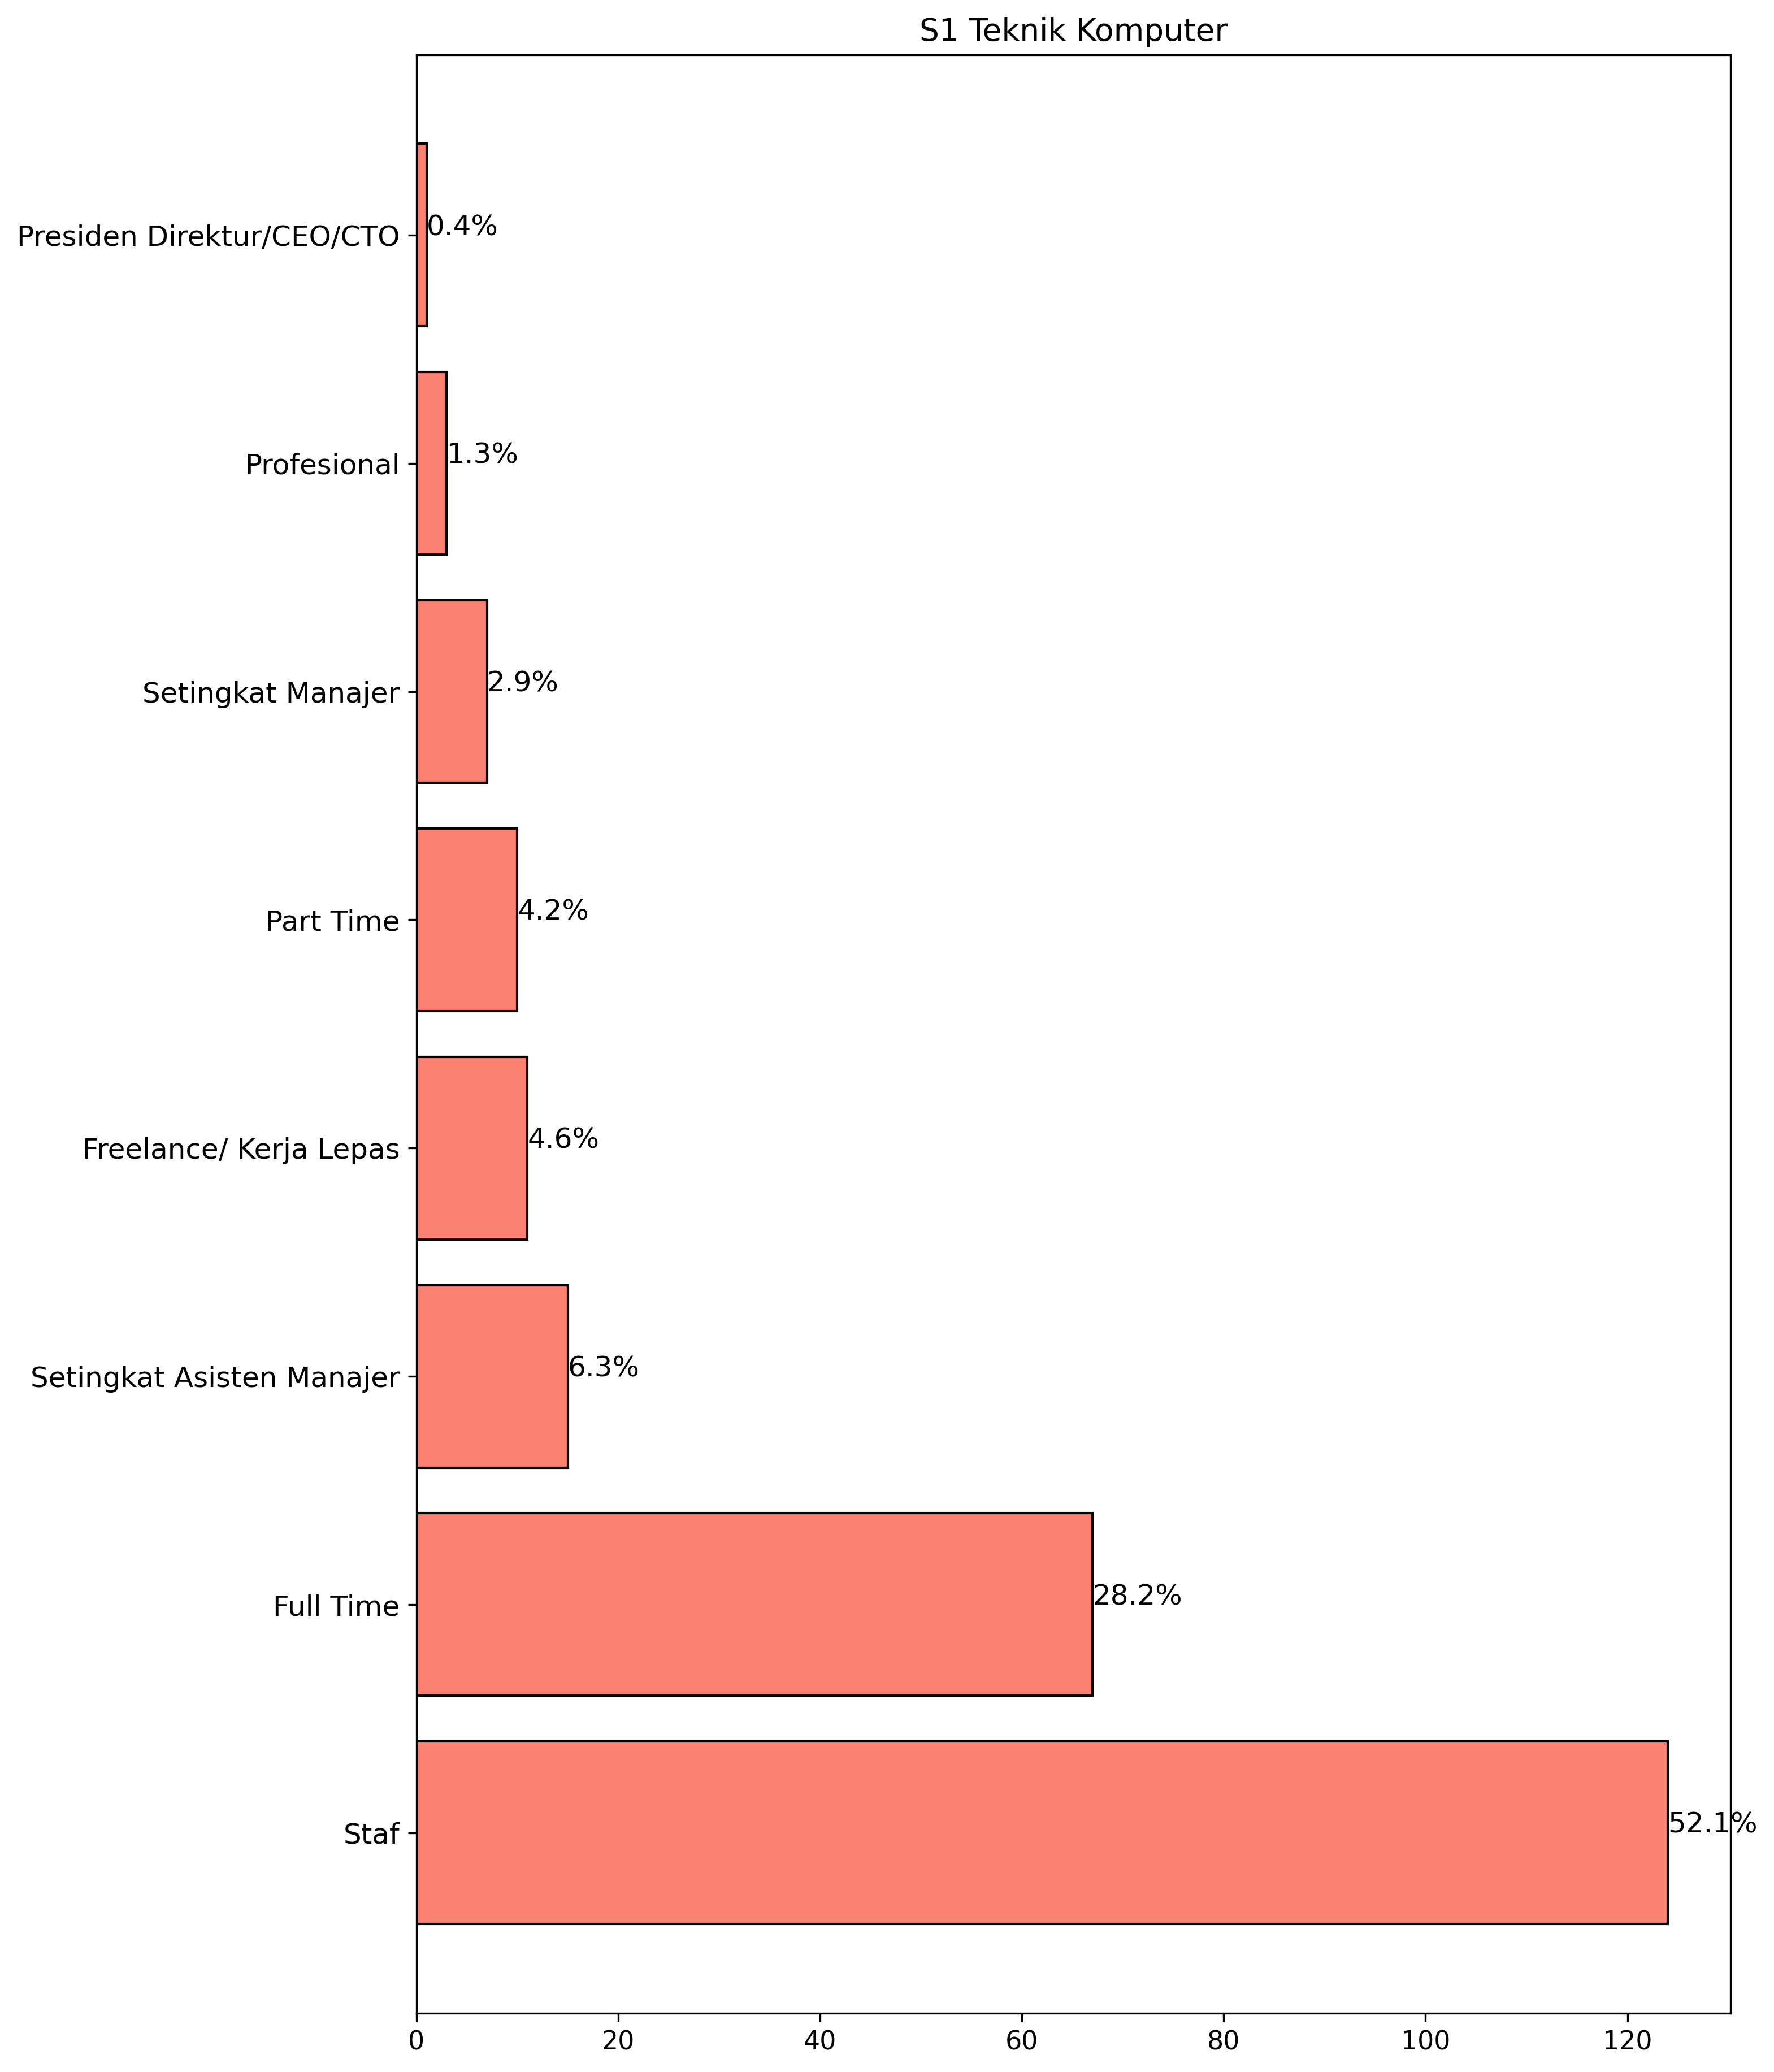 S1 Teknik Komputer
Presiden Direktur/CEO/CTO
0.4%
Profesional
1.3%
Setingkat Manajer
2.9%
Part Time
4.2%
Freelance/ Kerja Lepas
4.6%
Setingkat Asisten Manajer
6.3%
Full Time
28.2%
Staf
52.1%
0 20 40 60 80 100 120